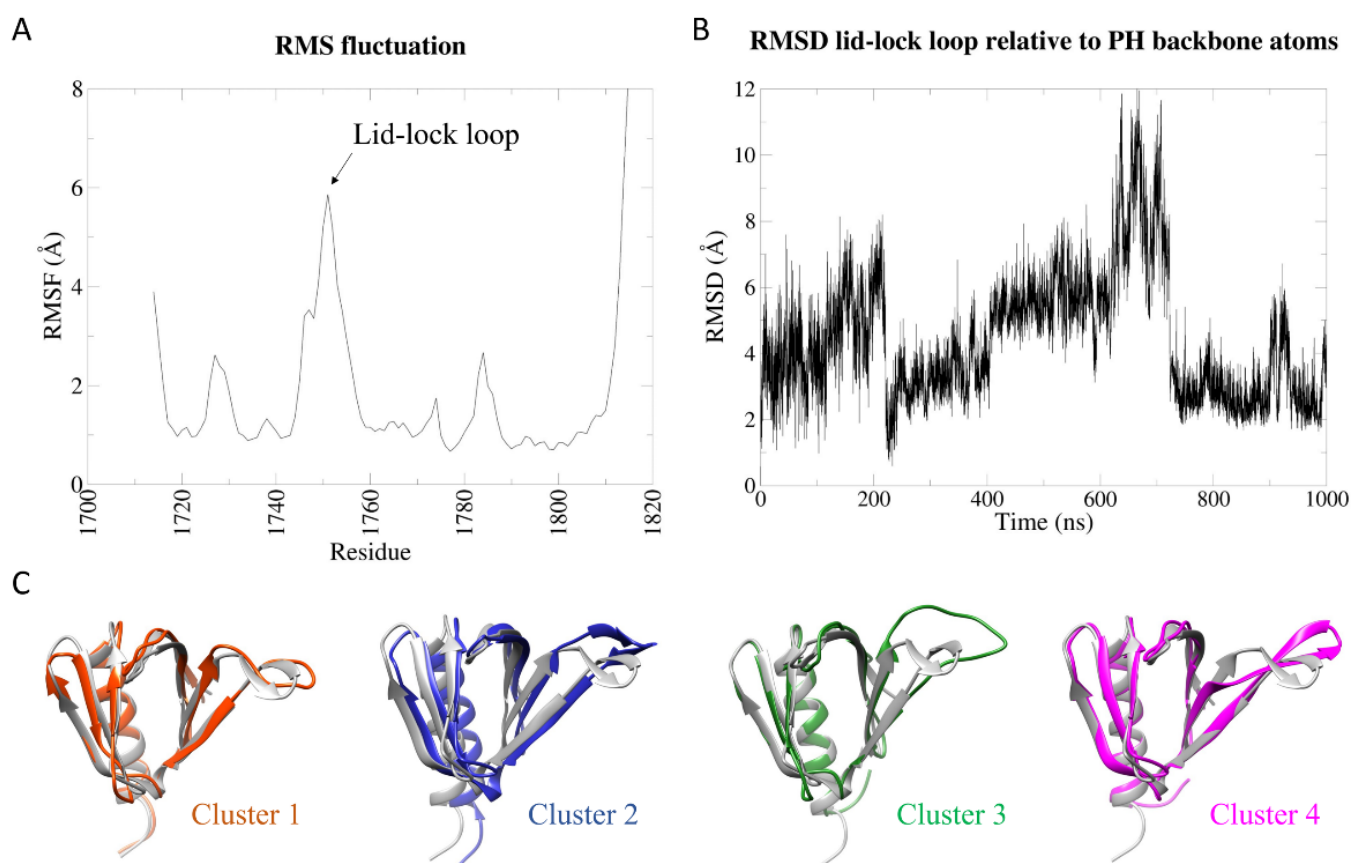 A
RMS fluctuation
8
6
4
2
0
RMSF (Å)
Lid-lock loop
1700
1720
1740
1760
1780
1800
1820
Residue
B
RMSD lid-lock loop relative to PH backbone atoms
12
10
8
6
4
2
0
RMSD (Å)
0
200
400
600
800
1000
Time (ns)
C
Cluster 1
Cluster 2
Cluster 3
Cluster 4